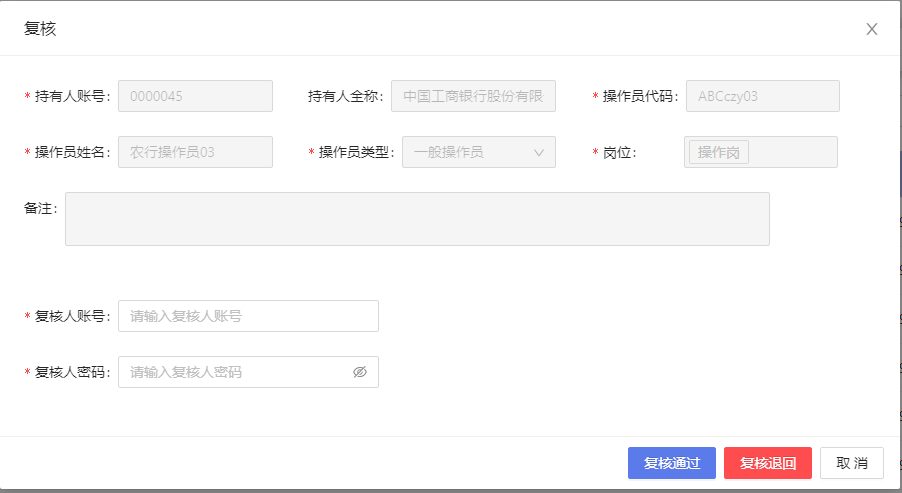 复核
* 持有人账号: 0000045 持有人全称: 中国工商银行股份有限 * 操作员代码: ABCczy03
* 操作员姓名: 农行操作员03 * 操作员类型: 一般操作员 * 岗位: 操作岗
备注:
* 复核人账号: 请输入复核人账号
* 复核人密码: 请输入复核人密码
复核通过 复核退回 取 消